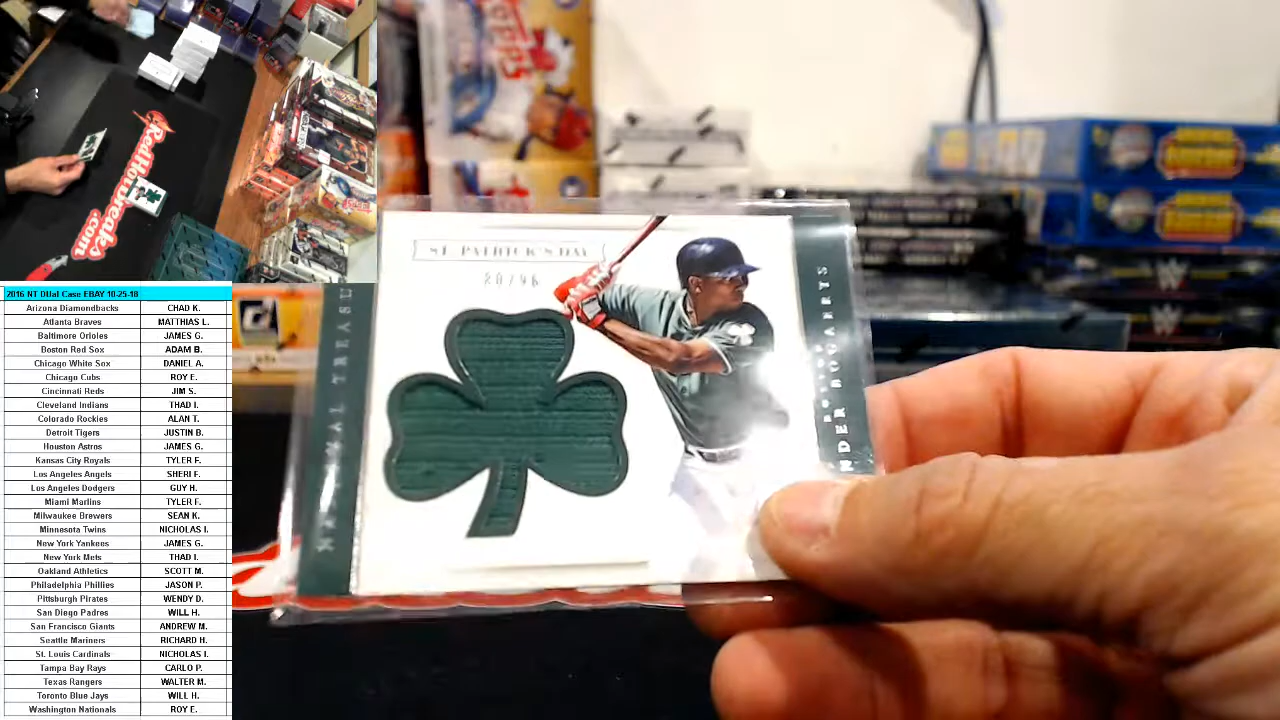 RedHotBreaks
.com
2016 NT DUal Case EBAY 10-25-18
Arizona Diamondbacks CHAD K.
Atlanta Braves MATTHIAS L.
Baltimore Orioles JAMES G.
Boston Red Sox ADAM B.
Chicago White Sox DANIEL A.
Chicago Cubs ROY E.
Cincinnati Reds JIM S.
Cleveland Indians THAD I.
Colorado Rockies ALAN T.
Detroit Tigers JUSTIN B.
Houston Astros JAMES G.
Kansas City Royals TYLER F.
Los Angeles Angels SHERI F.
Los Angeles Dodgers GUY H.
Miami Marlins TYLER F.
Milwaukee Brewers SEAN K.
Minnesota Twins NICHOLAS I.
New York Yankees JAMES G.
New York Mets THAD I.
Oakland Athletics SCOTT M.
Philadelphia Phillies JASON P.
Pittsburgh Pirates WENDY D.
San Diego Padres WILL H.
San Francisco Giants ANDREW M.
Seattle Mariners RICHARD H.
St. Louis Cardinals NICHOLAS I.
Tampa Bay Rays CARLO P.
Texas Rangers WALTER M.
Toronto Blue Jays WILL H.
Washington Nationals ROY E.
ST. PATRICK'S DAY
NDER BOGAERTS